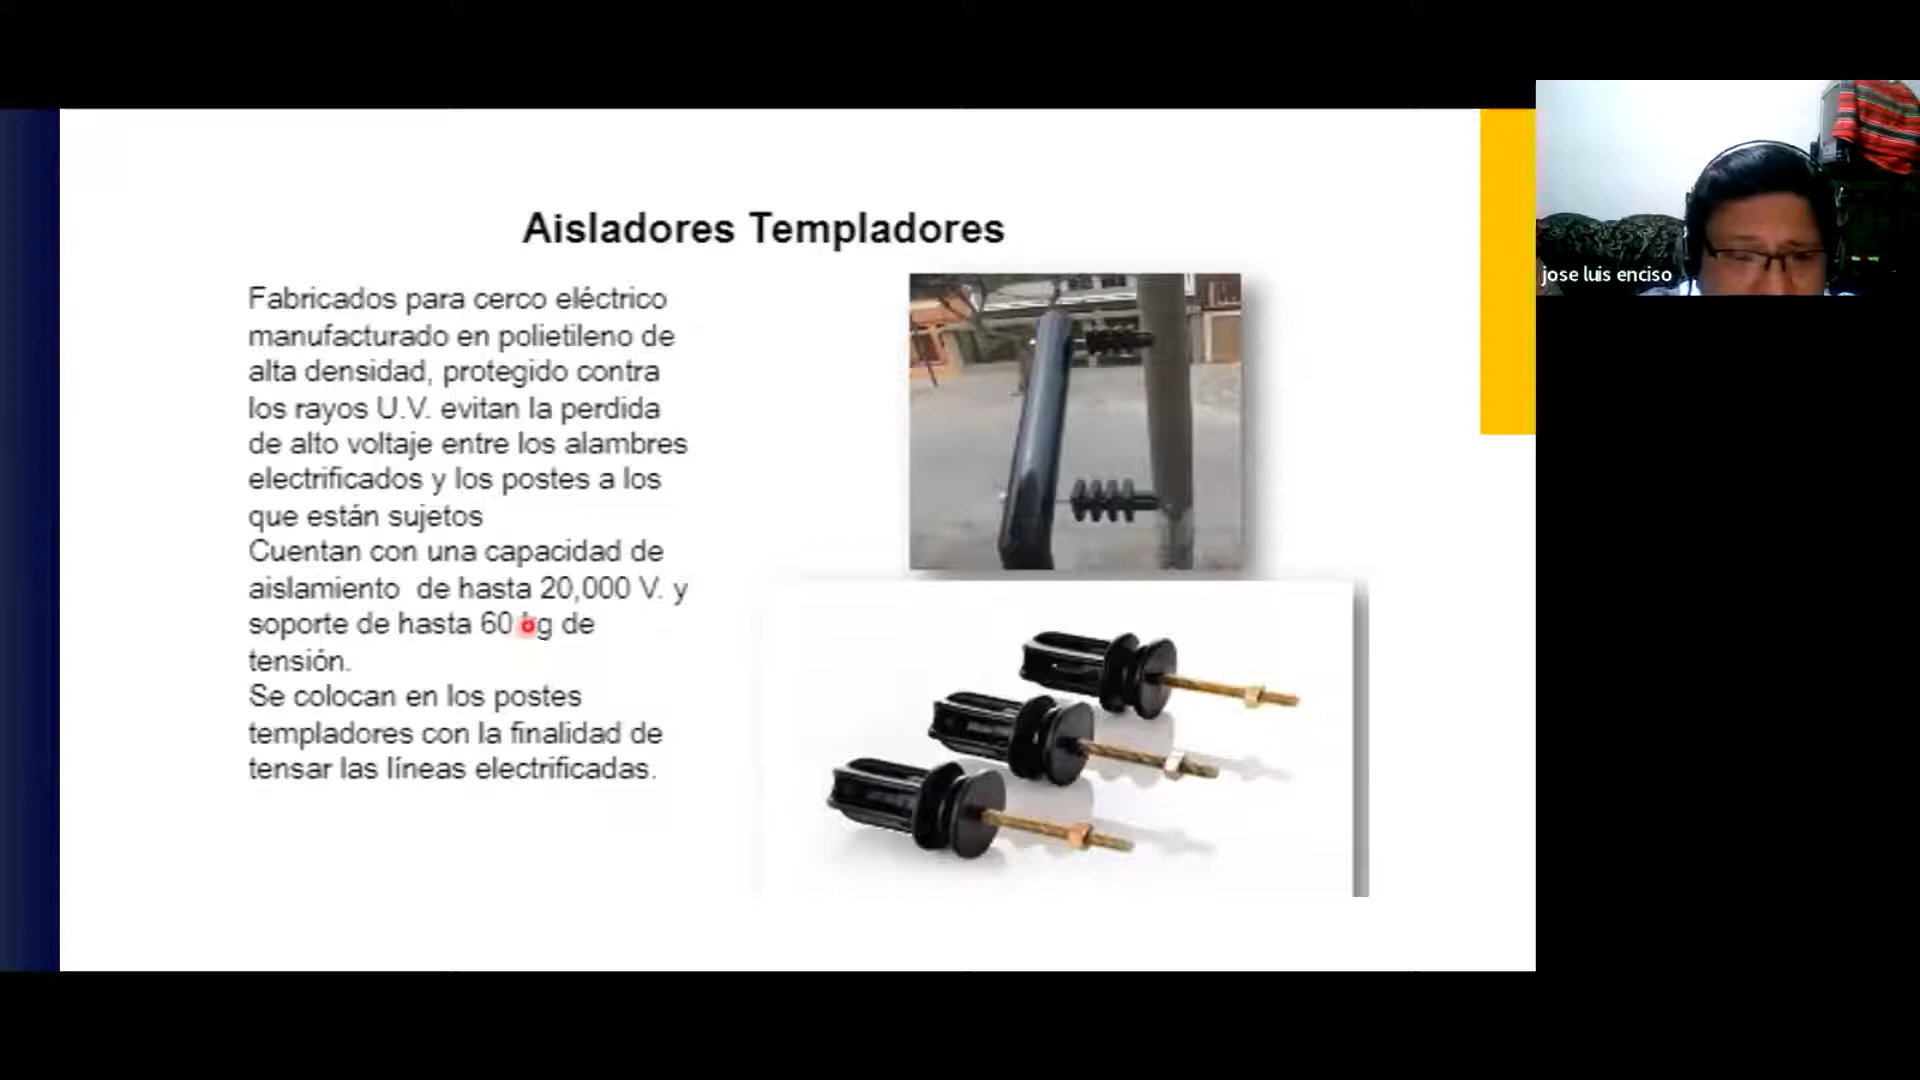 Aisladores Templadores
Fabricados para cerco eléctrico
manufacturado en polietileno de
alta densidad, protegido contra
los rayos U.V. evitan la perdida
de alto voltaje entre los alambres
electrificados y los postes a los
que están sujetos
Cuentan con una capacidad de
aislamiento  de hasta 20,000 V. y
soporte de hasta 60 kg de
tensión.
Se colocan en los postes
templadores con la finalidad de
tensar las líneas electrificadas.
jose luis enciso